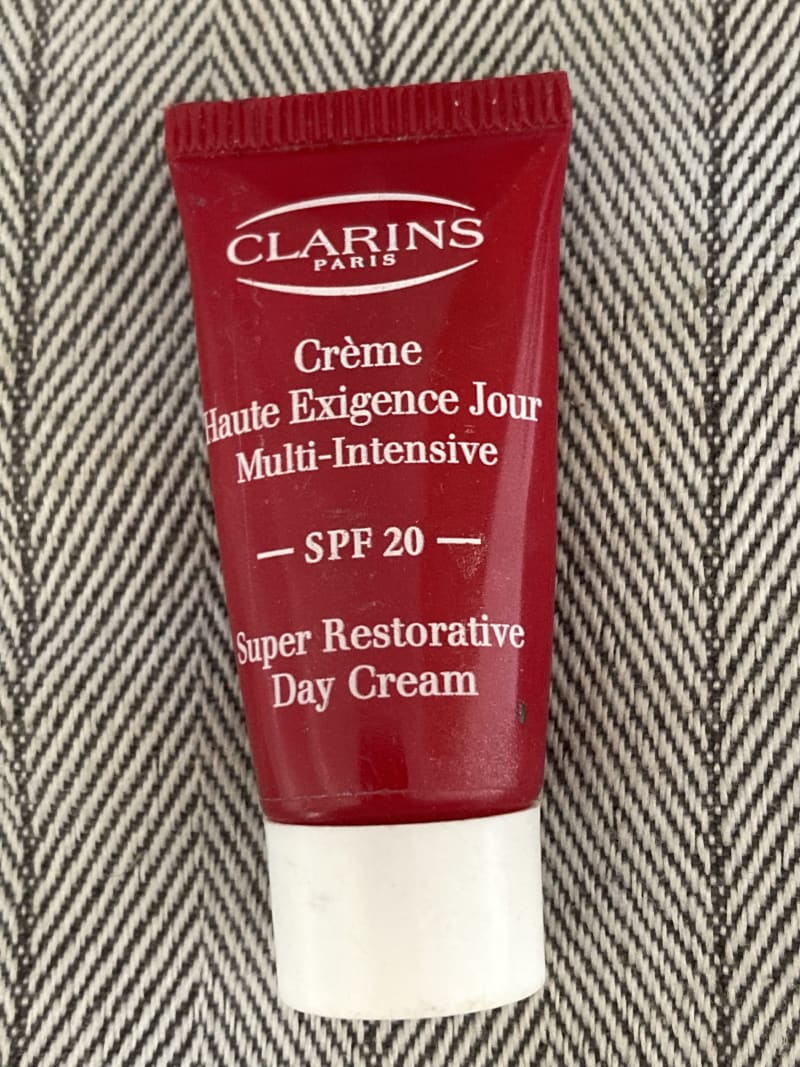 CLARINS
PARIS
Crème
Haute Exigence Jour
Multi-Intensive
— SPF 20 —
Super Restorative
Day Cream